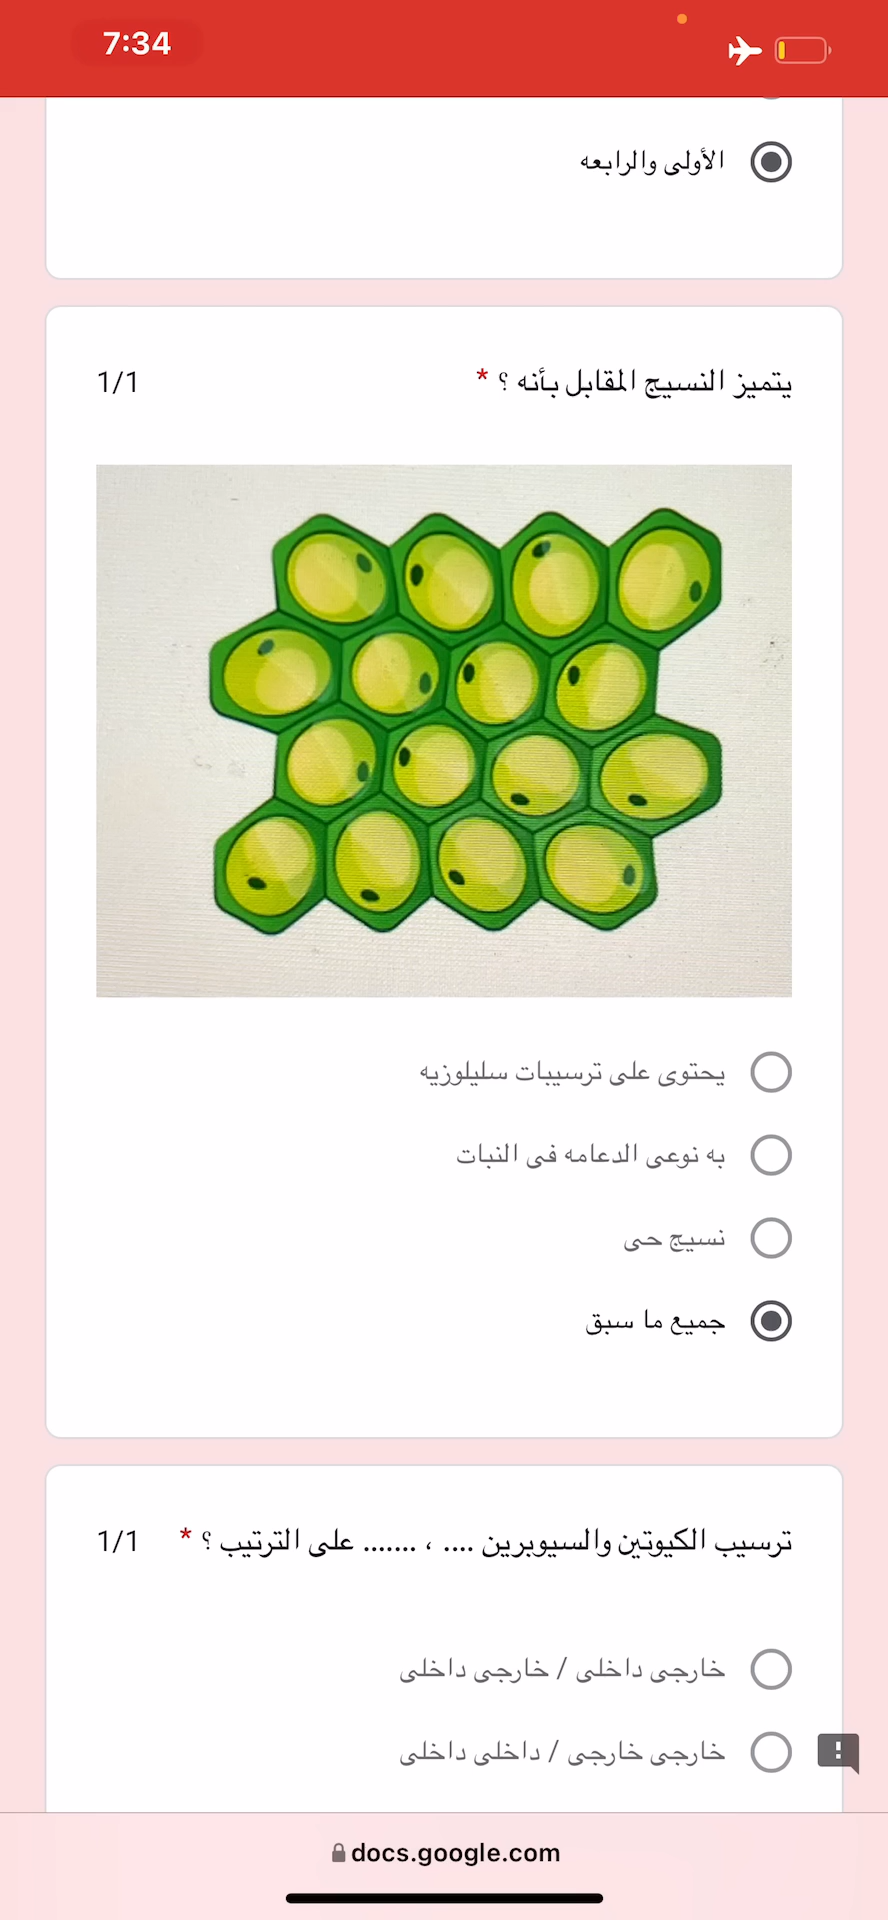 7:34
الأولى والرابعه
يتميز النسيج المقابل بأنه ؟ *
1/1
يحتوى على ترسيبات سليلوزيه
به نوعى الدعامه فى النبات
نسيج حى
جميع ما سبق
ترسيب الكيوتين والسيوبرين .... ، ....... على الترتيب ؟ *
1/1
خارجى داخلى / خارجى داخلى
خارجى خارجى / داخلى داخلى
docs.google.com